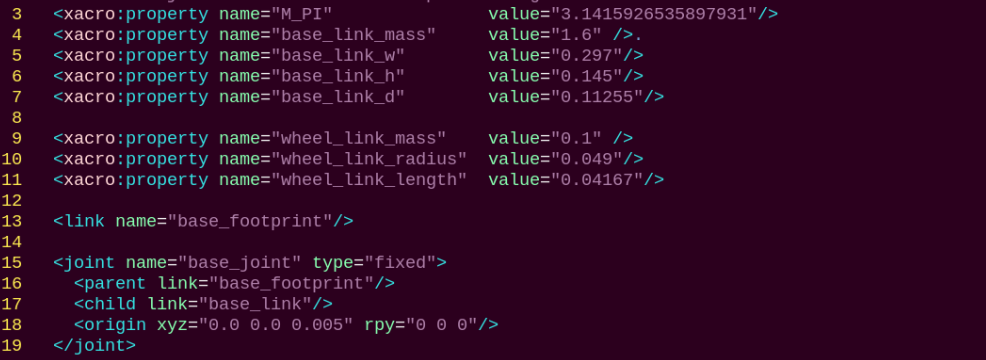 3   <xacro:property name="M_PI"               value="3.1415926535897931"/>
4   <xacro:property name="base_link_mass"     value="1.6" />.
5   <xacro:property name="base_link_w"        value="0.297"/>
6   <xacro:property name="base_link_h"        value="0.145"/>
7   <xacro:property name="base_link_d"        value="0.11255"/>
8
9   <xacro:property name="wheel_link_mass"    value="0.1" />
10   <xacro:property name="wheel_link_radius"  value="0.049"/>
11   <xacro:property name="wheel_link_length"  value="0.04167"/>
12
13   <link name="base_footprint"/>
14
15   <joint name="base_joint" type="fixed">
16     <parent link="base_footprint"/>
17     <child link="base_link"/>
18     <origin xyz="0.0 0.0 0.005" rpy="0 0 0"/>
19   </joint>